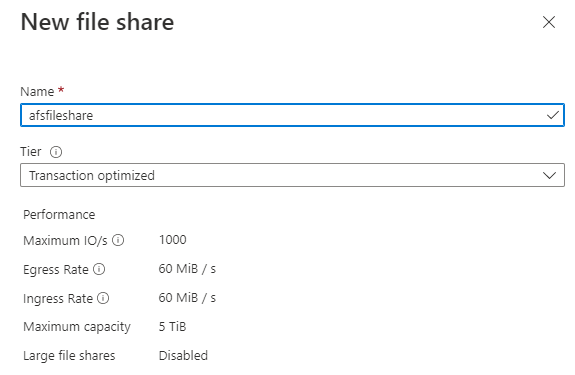 New file share
Name *
afsfileshare
Tier
Transaction optimized
Performance
Maximum IO/s 1000
Egress Rate 60 MiB / s
Ingress Rate 60 MiB / s
Maximum capacity 5 TiB
Large file shares Disabled